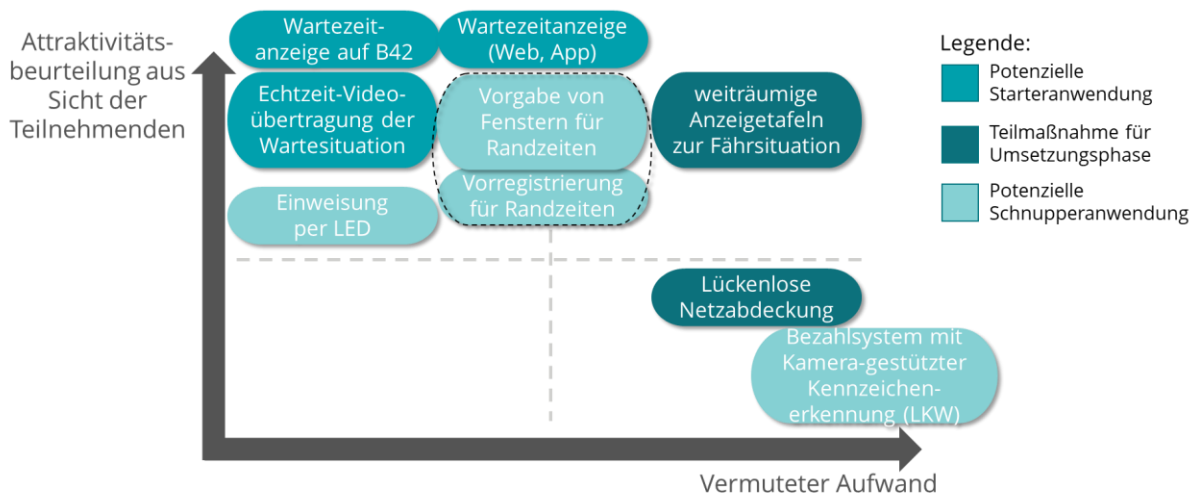 Attraktivitäts-
beurteilung aus
Sicht der
Teilnehmenden
Wartezeit-
anzeige auf B42
Wartezeitanzeige
(Web, App)
Echtzeit-Video-
übertragung der
Wartesituation
Vorgabe von
Fenstern für
Randzeiten
weiträumige
Anzeigetafeln
zur Fährsituation
Einweisung
per LED
Vorregistrierung
für Randzeiten
Lückenlose
Netzabdeckung
Bezahlsystem mit
Kamera-gestützter
Kennzeichen-
erkennung (LKW)
Vermuteter Aufwand
Legende:
Potenzielle
Starteranwendung
Teilmaßnahme für
Umsetzungsphase
Potenzielle
Schnupperanwendung